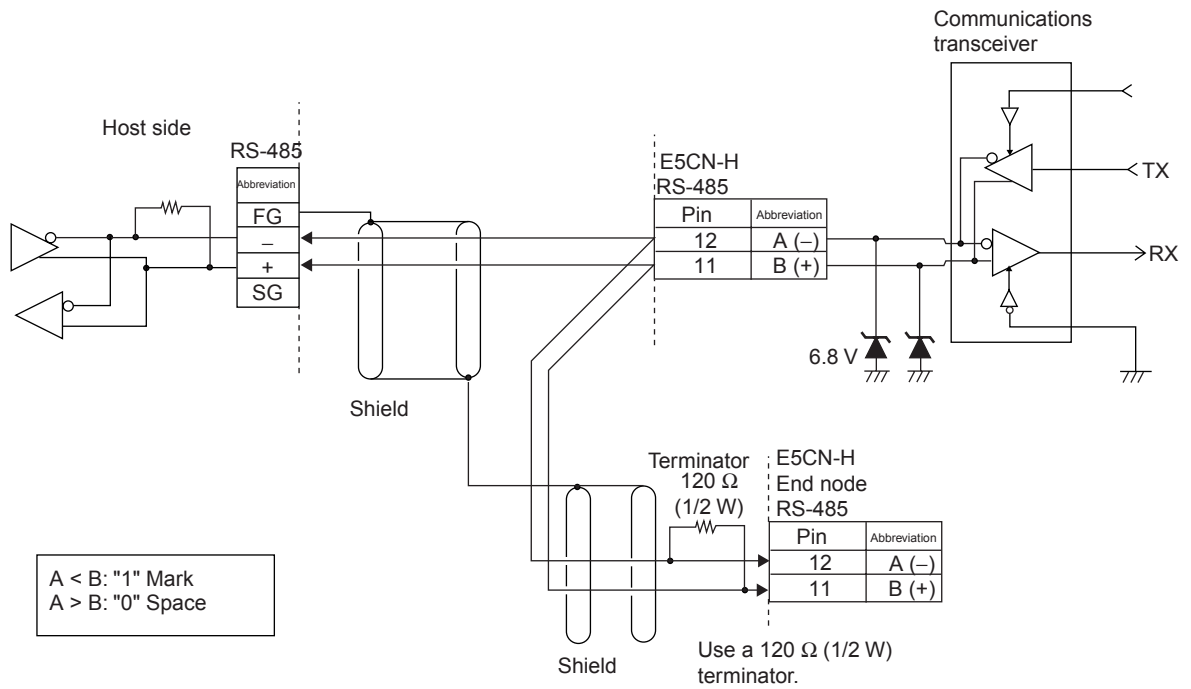 Communications
transceiver
Host side
RS-485
Abbreviation
FG
–
+
SG
Shield
E5CN-H
RS-485
Pin Abbreviation
12 A (–)
11 B (+)
TX
RX
6.8 V
Terminator
120 Ω
(1/2 W)
E5CN-H
End node
RS-485
Pin Abbreviation
12 A (–)
11 B (+)
Shield
Use a 120 Ω (1/2 W)
terminator.
A < B: "1" Mark
A > B: "0" Space